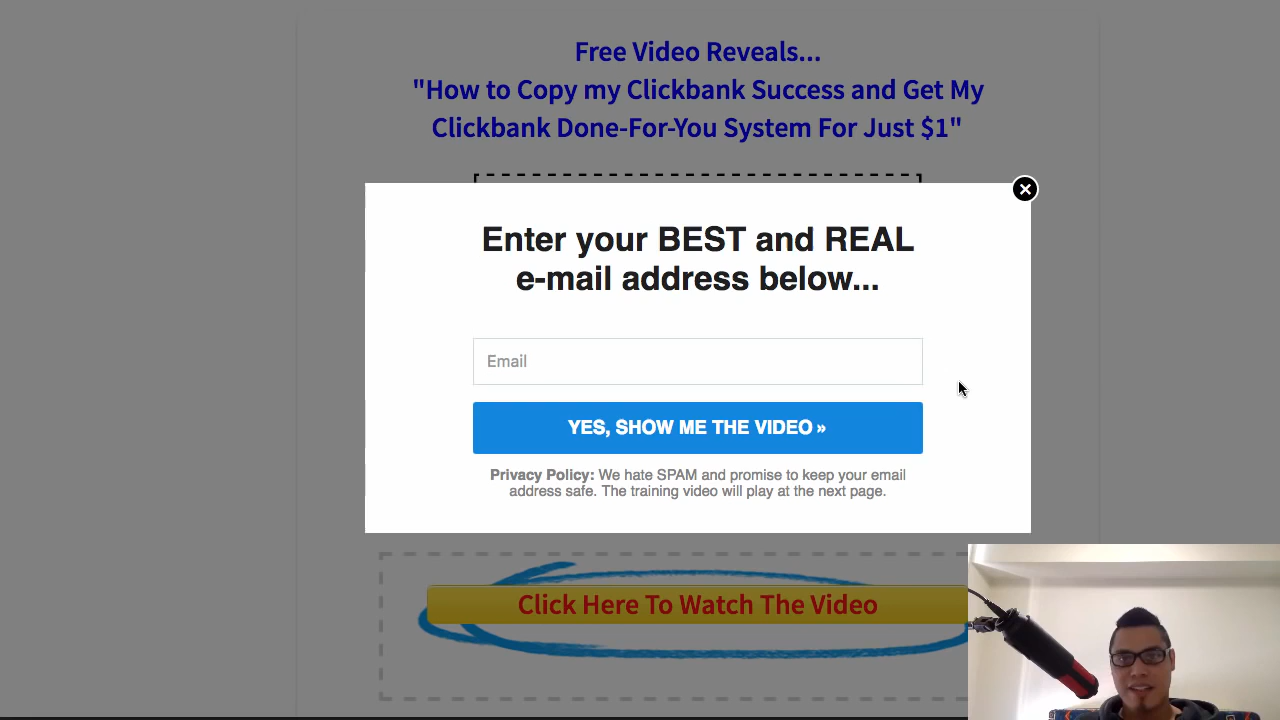 Free Video Reveals...
"How to Copy my Clickbank Success and Get My
Clickbank Done-For-You System For Just $1"
Enter your BEST and REAL
e-mail address below...
Email
YES, SHOW ME THE VIDEO »
Privacy Policy: We hate SPAM and promise to keep your email
address safe. The training video will play at the next page.
Click Here To Watch The Video